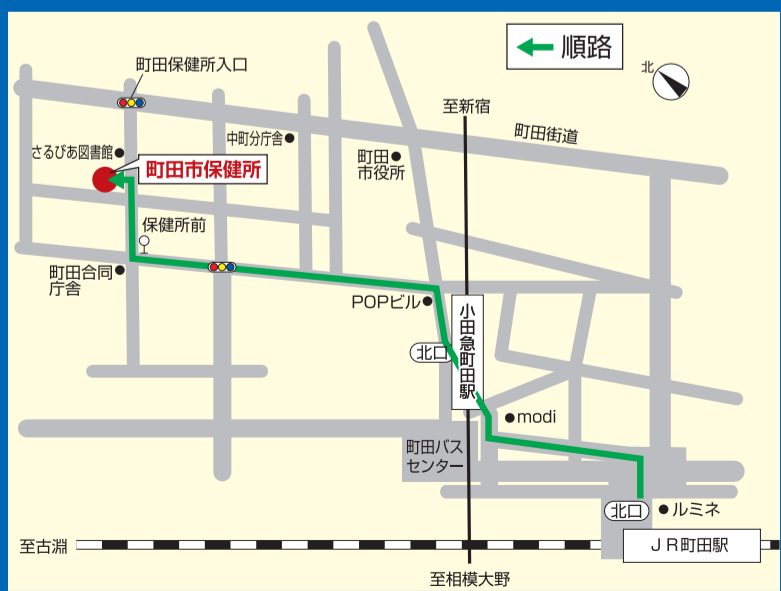 順路
北
町田保健所入口
至新宿
町田街道
中町分庁舎
さるびあ図書館
町田
市役所
町田市保健所
保健所前
町田合同
庁舎
POPビル
小田急町田駅
北口
modi
町田バス
センター
北口
ルミネ
至古淵
JR町田駅
至相模大野